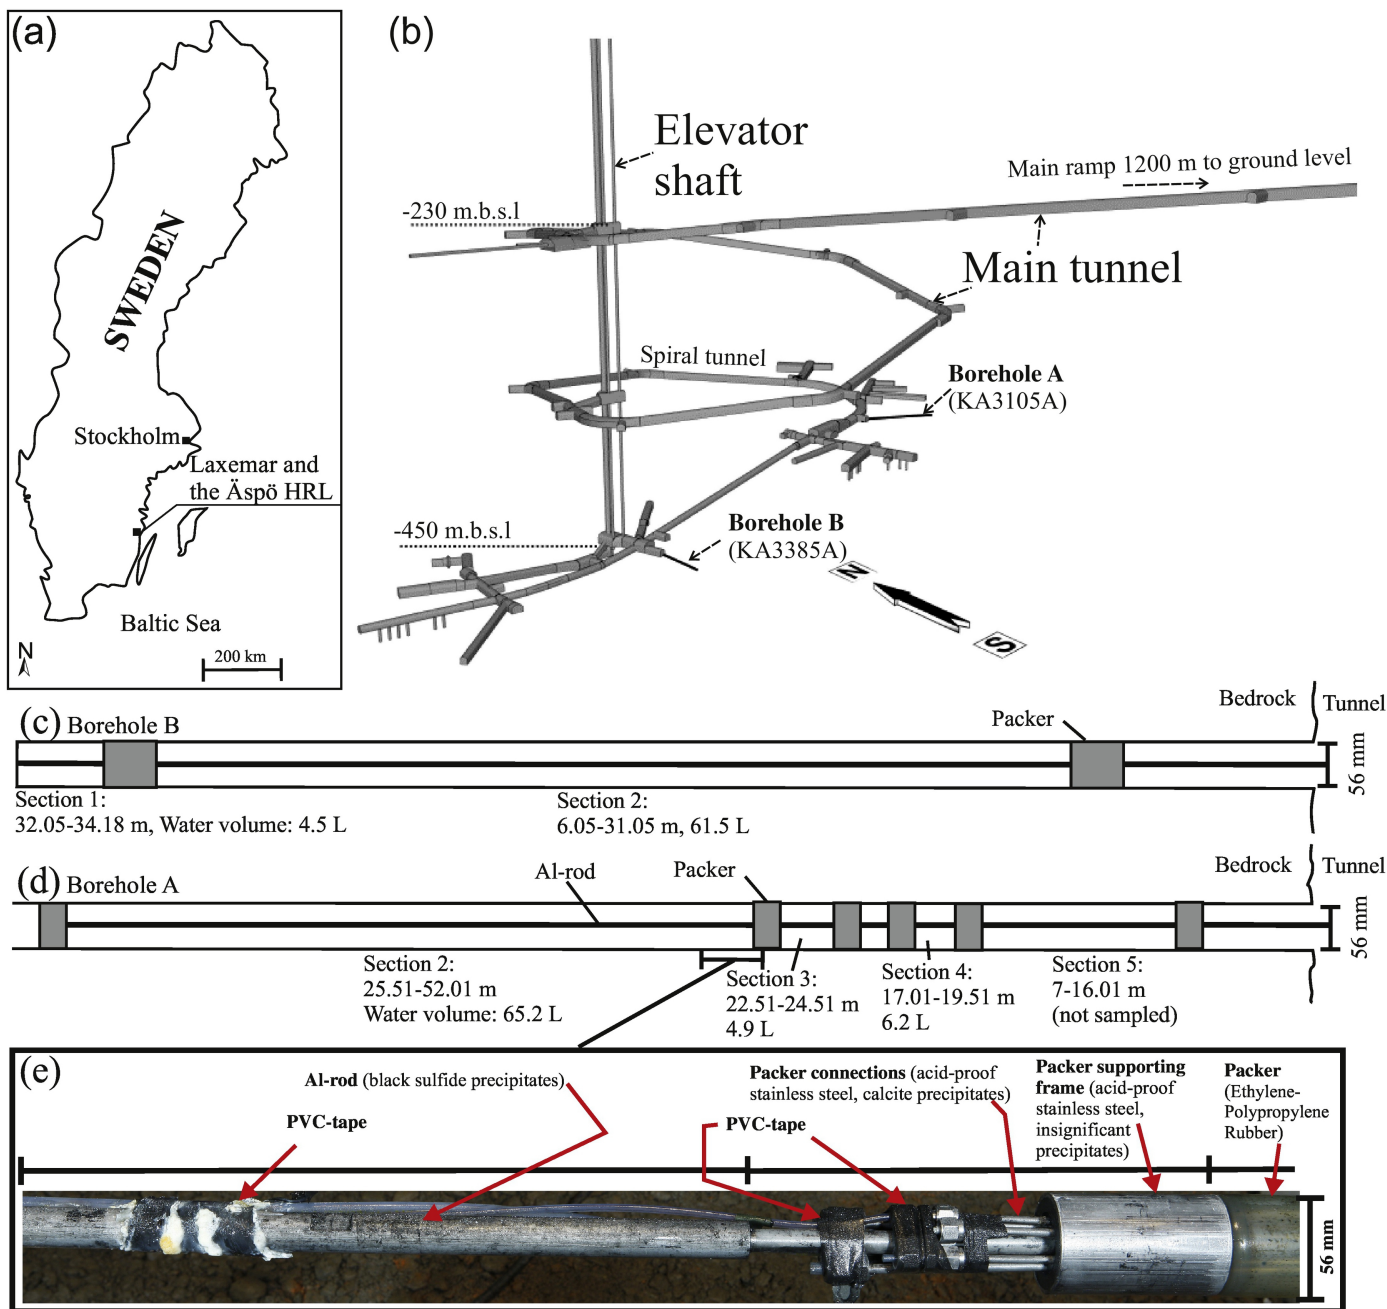 (a)
SWEDEN
Stockholm
Laxemar and
the Äspö HRL
Baltic Sea
N
200 km
(b)
Elevator
shaft
Main ramp 1200 m to ground level
-230 m.b.s.l
Main tunnel
Spiral tunnel
Borehole A
(KA3105A)
Borehole B
(KA3385A)
-450 m.b.s.l
N
S
(c) Borehole B
Packer
Bedrock
Tunnel
56 mm
Section 1:
32.05-34.18 m, Water volume: 4.5 L
Section 2:
6.05-31.05 m, 61.5 L
(d) Borehole A
Al-rod
Packer
Bedrock
Tunnel
56 mm
Section 2:
25.51-52.01 m
Water volume: 65.2 L
Section 3:
22.51-24.51 m
4.9 L
Section 4:
17.01-19.51 m
6.2 L
Section 5:
7-16.01 m
(not sampled)
(e)
Al-rod (black sulfide precipitates)
PVC-tape
Packer connections (acid-proof
stainless steel, calcite precipitates)
PVC-tape
Packer supporting
frame (acid-proof
stainless steel,
insignificant
precipitates)
Packer
(Ethylene-
Polypropylene
Rubber)
56 mm